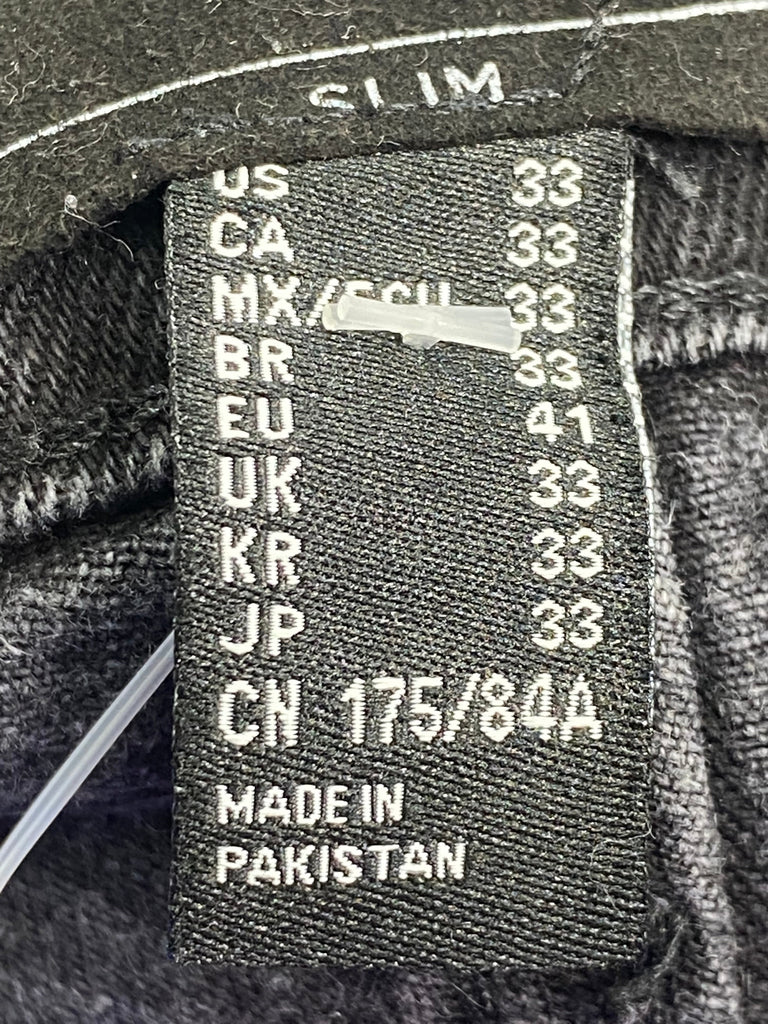 SLIM
US 33
CA 33
MX/ECU 33
BR 33
EU 41
UK 33
KR 33
JP 33
CN 175/84A
MADE IN
PAKISTAN